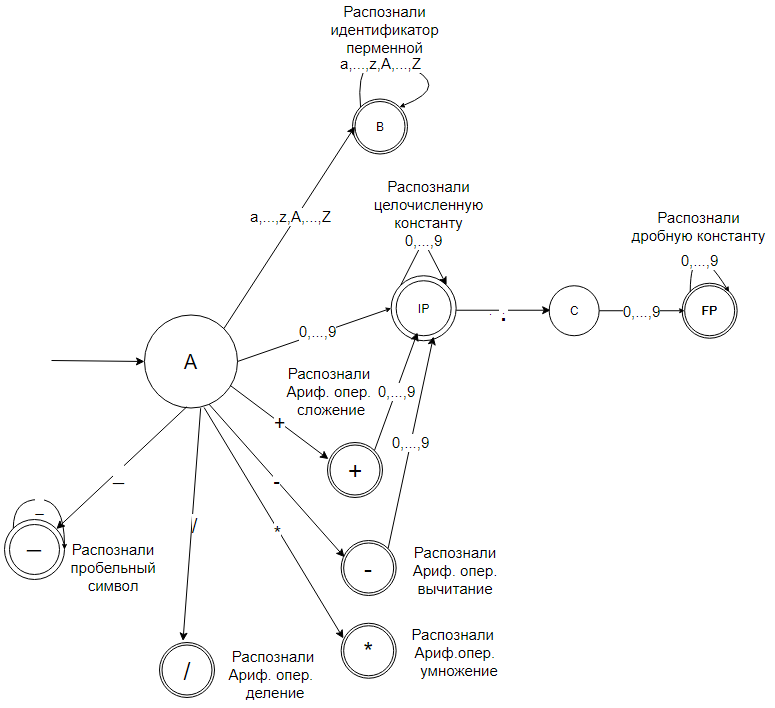 Распознали
идентификатор
перменной
a,...,z,A,...,Z
B
a,...,z,A,...,Z
Распознали
целочисленную
константу
0,...,9
IP
.
C
0,...,9
Распознали
дробную константу
0,...,9
FP
A
0,...,9
Распознали
Ариф. опер.
сложение
+
+
0,...,9
0,...,9
-
-
Распознали
Ариф. опер.
вычитание
*
*
Распознали
Ариф.опер.
умножение
/
/
Распознали
Ариф. опер.
деление
_
_
_
Распознали
пробельный
символ